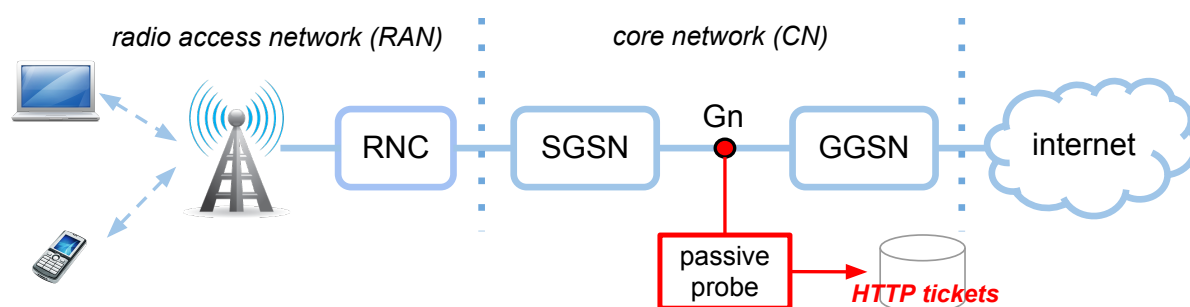 radio access network (RAN)
core network (CN)
Gn
RNC
SGSN
GGSN
internet
passive
probe
HTTP tickets